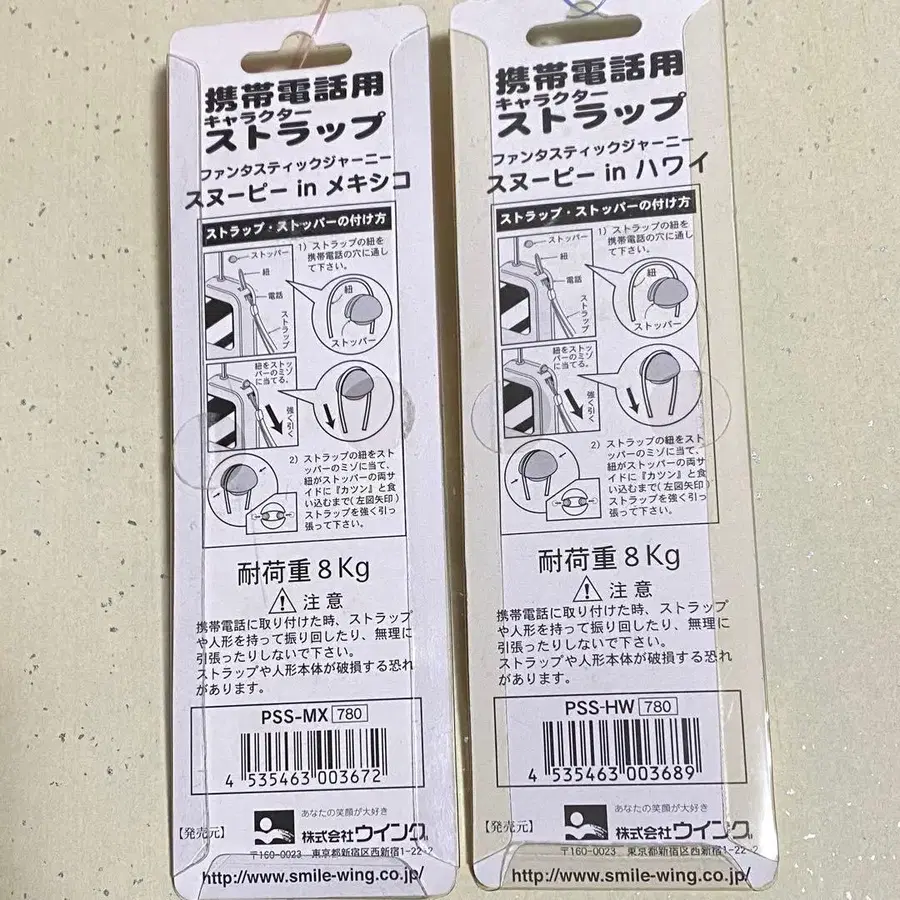 携帯電話用
キャラクター
ストラップ
ファンタスティックジャーニー
スヌーピー in メキシコ
ストラップ・ストッパーの付け方
1) ストラップの紐を
携帯電話の穴に通し
て下さい。
ストッパー
紐
電話
ストラップ
紐
ストッパー
紐をストッ
パーのミゾ
に当てる。
強く引く
2) ストラップの紐をスト
ッパーのミゾに当て、
紐がストッパーの両サ
イドに『カツン』と食
い込むまで(左図矢印)
ストラップを強く引っ
張って下さい。
耐荷重8Kg
注意
携帯電話に取り付けた時、ストラップ
や人形を持って振り回したり、無理に
引張ったりしないで下さい。
ストラップや人形本体が破損する恐れ
があります。
PSS-MX 780
4 535463 003672
あなたの笑顔が大好き
【発売元】 株式会社ウイング
〒160-0023 東京都新宿区西新宿1-22-2
http://www.smile-wing.co.jp/
携帯電話用
キャラクター
ストラップ
ファンタスティックジャーニー
スヌーピー in ハワイ
ストラップ・ストッパーの付け方
1) ストラップの紐を
携帯電話の穴に通し
て下さい。
ストッパー
紐
電話
ストラップ
紐
ストッパー
紐をストッ
パーのミゾ
に当てる。
強く引く
2) ストラップの紐をスト
ッパーのミゾに当て、
紐がストッパーの両サ
イドに『カツン』と食
い込むまで(左図矢印)
ストラップを強く引っ
張って下さい。
耐荷重8Kg
注意
携帯電話に取り付けた時、ストラップ
や人形を持って振り回したり、無理に
引張ったりしないで下さい。
ストラップや人形本体が破損する恐れ
があります。
PSS-HW 780
4 535463 003689
あなたの笑顔が大好き
【発売元】 株式会社ウイング
〒160-0023 東京都新宿区西新宿1-22-2
http://www.smile-wing.co.jp/